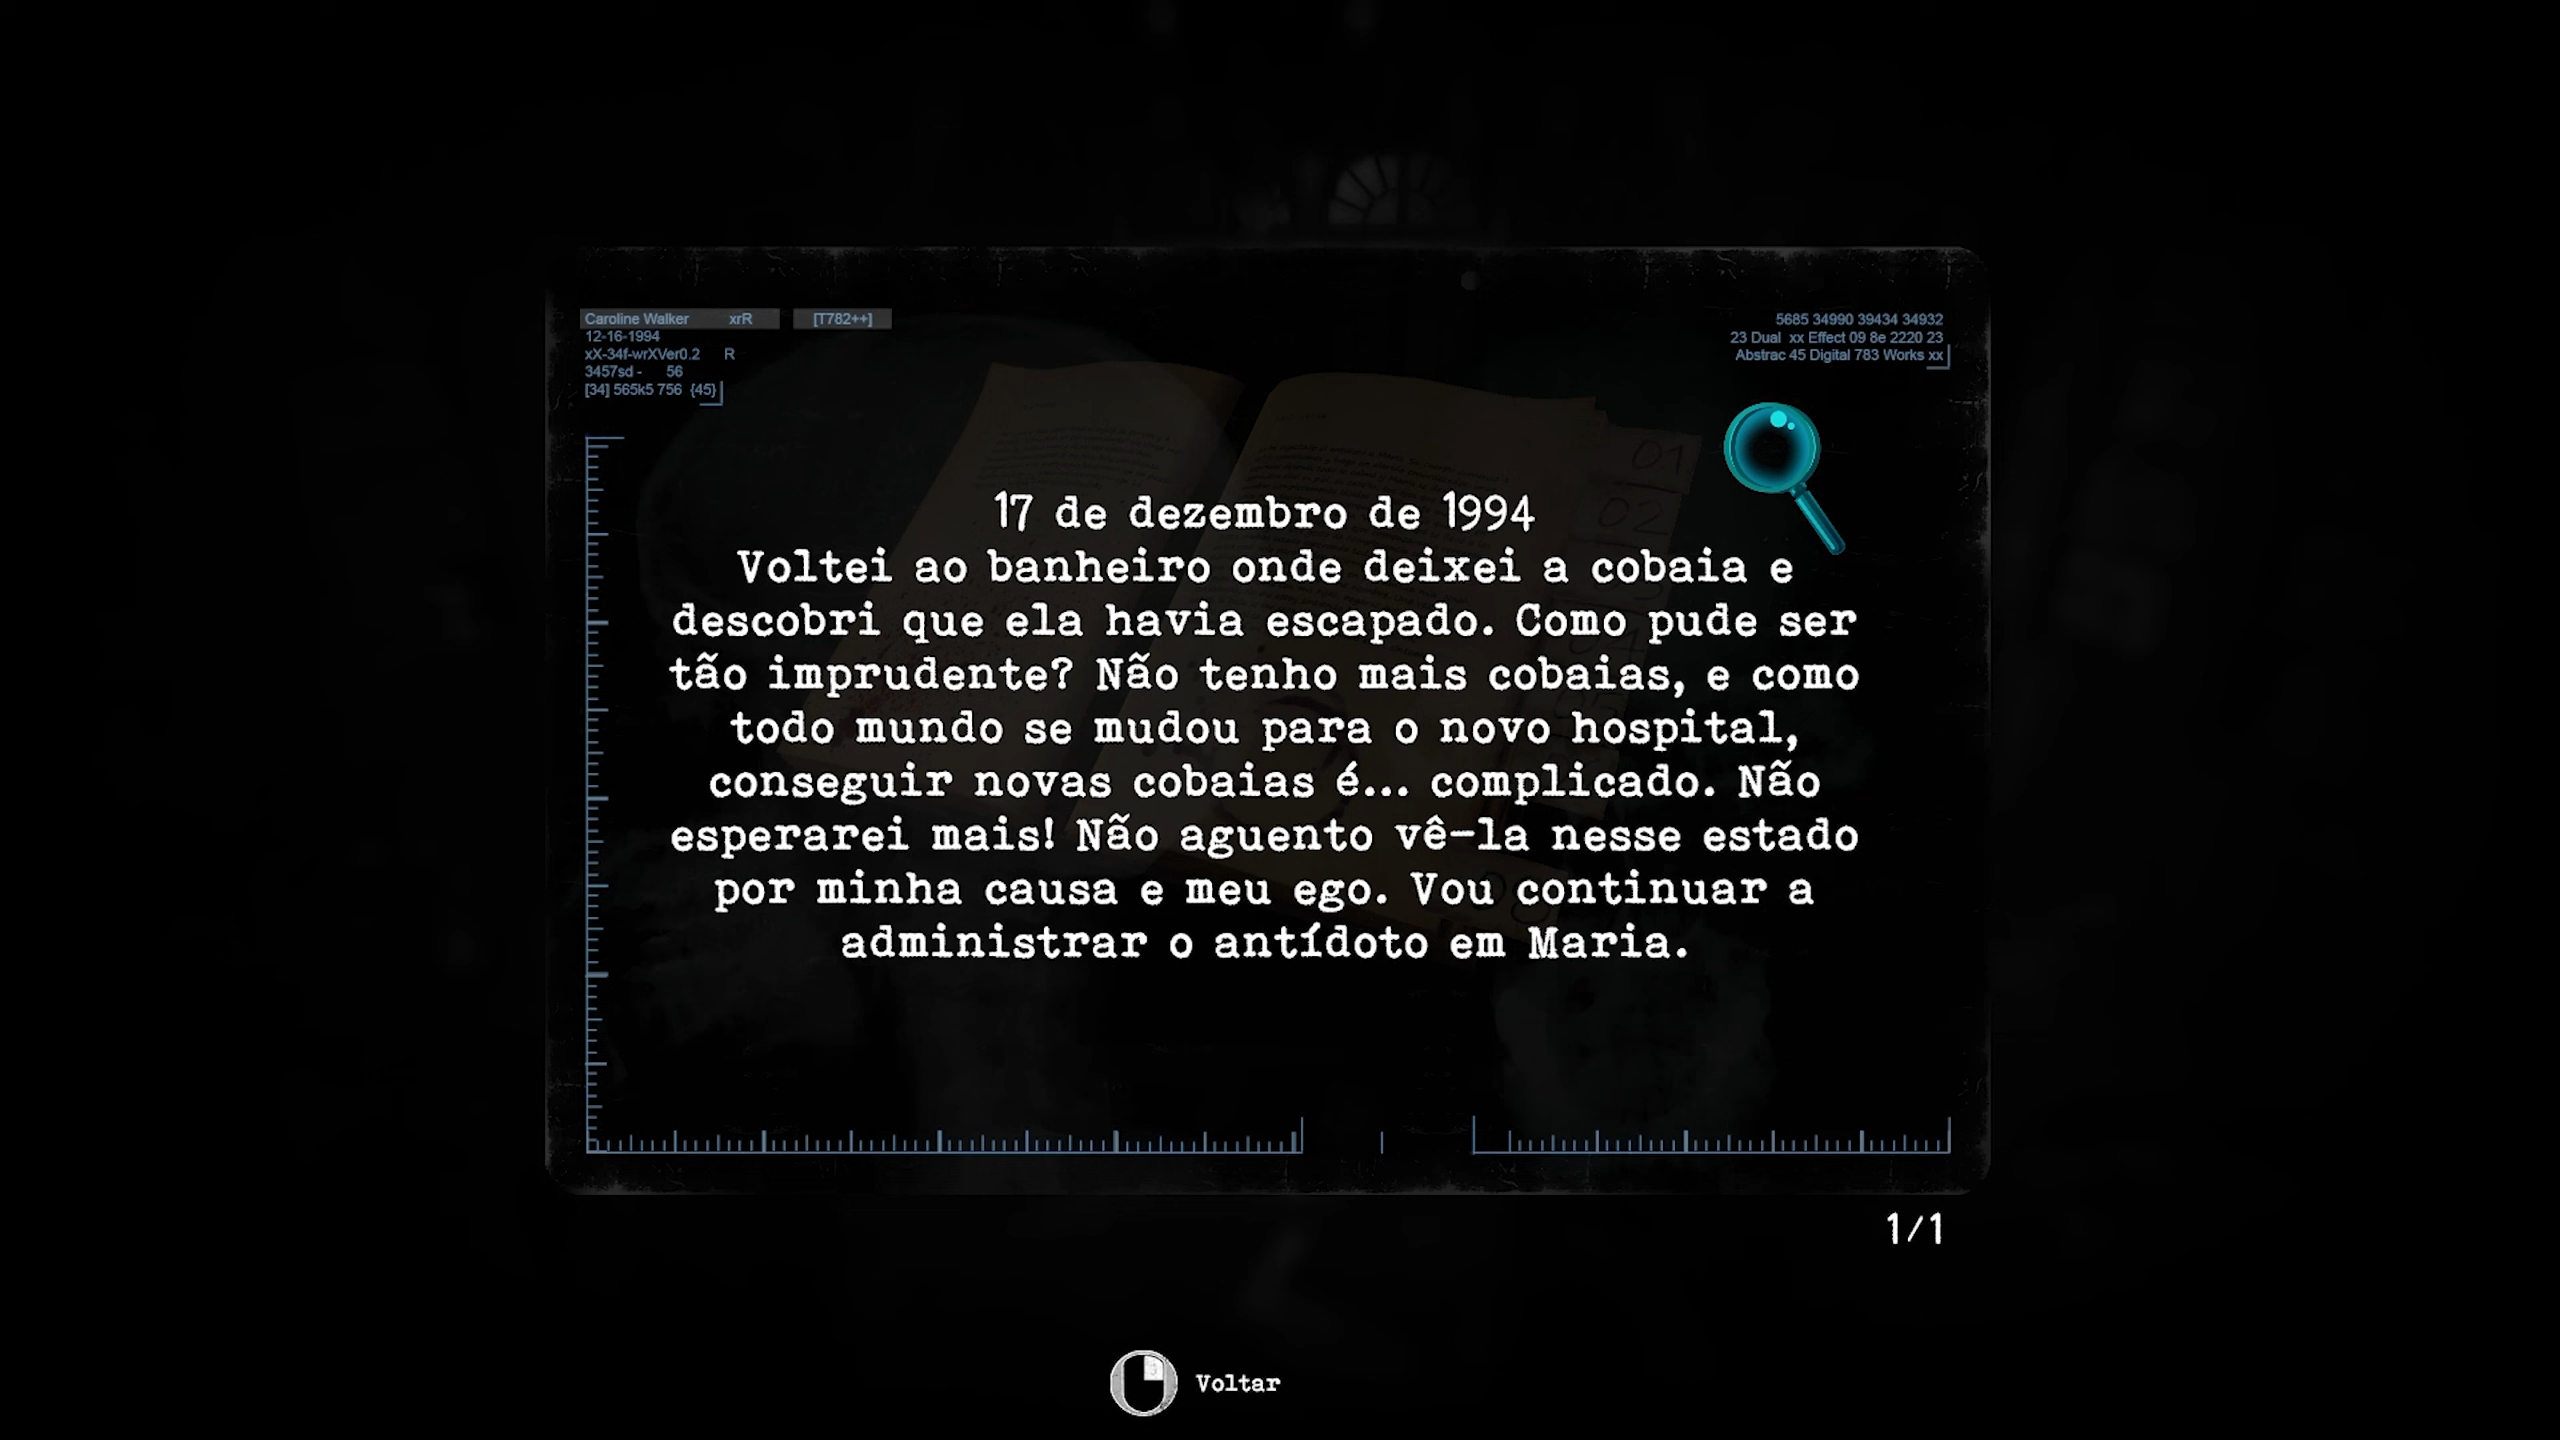 Caroline Walker xrR [T782++]
12-16-1994
xX-34f-wrXVer0.2 R
3457sd - 56
[34] 565k5 756 {45}
5685 34990 39434 34932
23 Dual xx Effect 09 8e 2220 23
Abstrac 45 Digital 783 Works xx
01
02
17 de dezembro de 1994
Voltei ao banheiro onde deixei a cobaia e
descobri que ela havia escapado. Como pude ser
tão imprudente? Não tenho mais cobaias, e como
todo mundo se mudou para o novo hospital,
conseguir novas cobaias é... complicado. Não
esperarei mais! Não aguento vê-la nesse estado
por minha causa e meu ego. Vou continuar a
administrar o antídoto em Maria.
1/1
Voltar